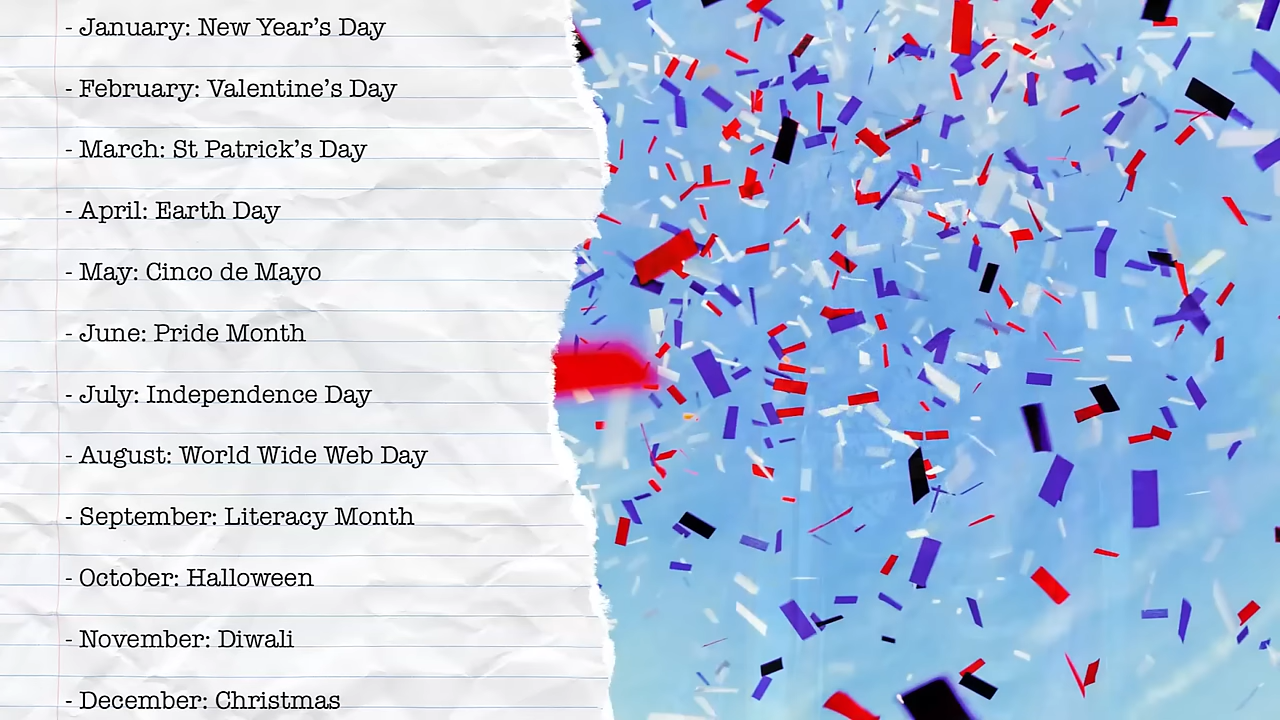 - January: New Year’s Day
- February: Valentine’s Day
- March: St Patrick’s Day
- April: Earth Day
- May: Cinco de Mayo
- June: Pride Month
- July: Independence Day
- August: World Wide Web Day
- September: Literacy Month
- October: Halloween
- November: Diwali
- December: Christmas